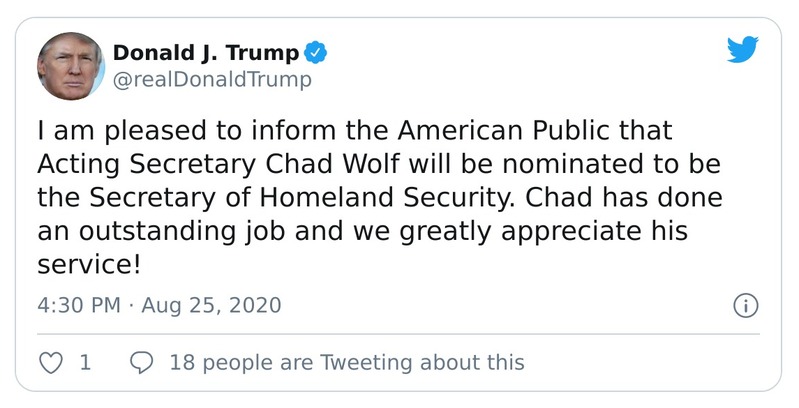 Donald J. Trump
@realDonaldTrump
I am pleased to inform the American Public that
Acting Secretary Chad Wolf will be nominated to be
the Secretary of Homeland Security. Chad has done
an outstanding job and we greatly appreciate his
service!
4:30 PM · Aug 25, 2020
1 18 people are Tweeting about this